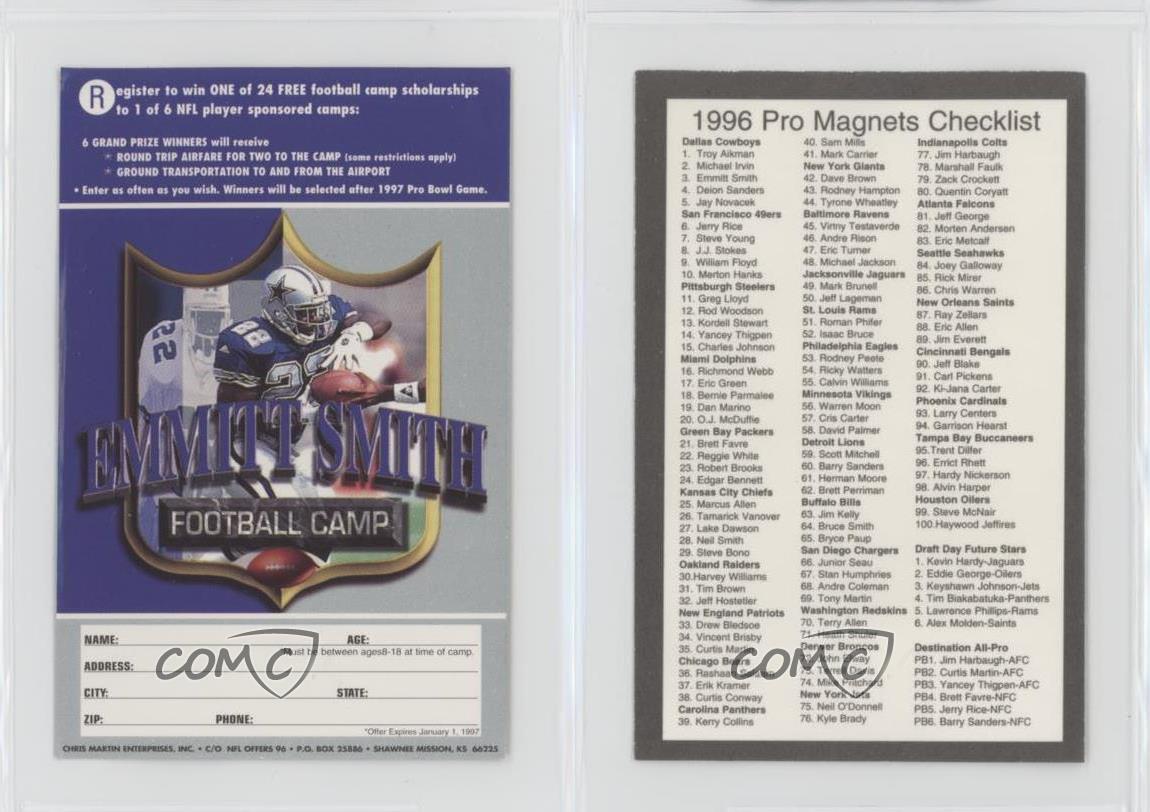 Register to win ONE of 24 FREE football camp scholarships
to 1 of 6 NFL player sponsored camps:
6 GRAND PRIZE WINNERS will receive
* ROUND TRIP AIRFARE FOR TWO TO THE CAMP (some restrictions apply)
* GROUND TRANSPORTATION TO AND FROM THE AIRPORT
• Enter as often as you wish. Winners will be selected after 1997 Pro Bowl Game.
22
88
EMMITT SMITH
FOOTBALL CAMP
NAME: AGE:
Must be between ages8-18 at time of camp.
ADDRESS:
CITY: STATE:
ZIP: PHONE:
*Offer Expires January 1, 1997
CHRIS MARTIN ENTERPRISES, INC. • C/O NFL OFFERS 96 • P.O. BOX 25886 • SHAWNEE MISSION, KS 66225
COMC
1996 Pro Magnets Checklist
Dallas Cowboys
1. Troy Aikman
2. Michael Irvin
3. Emmitt Smith
4. Deion Sanders
5. Jay Novacek
San Francisco 49ers
6. Jerry Rice
7. Steve Young
8. J.J. Stokes
9. William Floyd
10. Merton Hanks
Pittsburgh Steelers
11. Greg Lloyd
12. Rod Woodson
13. Kordell Stewart
14. Yancey Thigpen
15. Charles Johnson
Miami Dolphins
16. Richmond Webb
17. Eric Green
18. Bernie Parmalee
19. Dan Marino
20. O.J. McDuffie
Green Bay Packers
21. Brett Favre
22. Reggie White
23. Robert Brooks
24. Edgar Bennett
Kansas City Chiefs
25. Marcus Allen
26. Tamarick Vanover
27. Lake Dawson
28. Neil Smith
29. Steve Bono
Oakland Raiders
30.Harvey Williams
31. Tim Brown
32. Jeff Hostetler
New England Patriots
33. Drew Bledsoe
34. Vincent Brisby
35. Curtis Martin
Chicago Bears
36. Rashaan Salaam
37. Erik Kramer
38. Curtis Conway
Carolina Panthers
39. Kerry Collins
40. Sam Mills
41. Mark Carrier
New York Giants
42. Dave Brown
43. Rodney Hampton
44. Tyrone Wheatley
Baltimore Ravens
45. Virtny Testaverde
46. Andre Rison
47. Eric Turner
48. Michael Jackson
Jacksonville Jaguars
49. Mark Brunell
50. Jeff Lageman
St. Louis Rams
51. Roman Phifer
52. Isaac Bruce
Philadelphia Eagles
53. Rodney Peete
54. Ricky Watters
55. Calvin Williams
Minnesota Vikings
56. Warren Moon
57. Cris Carter
58. David Palmer
Detroit Lions
59. Scott Mitchell
60. Barry Sanders
61. Herman Moore
62. Brett Perriman
Buffalo Bills
63. Jim Kelly
64. Bruce Smith
65. Bryce Paup
San Diego Chargers
66. Junior Seau
67. Stan Humphries
68. Andre Coleman
69. Tony Martin
Washington Redskins
70. Terry Allen
71. Heath Shuler
Denver Broncos
72. John Elway
73. Terrell Davis
74. Mike Pritchard
New York Jets
75. Neil O'Donnell
76. Kyle Brady
Indianapolis Colts
77. Jim Harbaugh
78. Marshall Faulk
79. Zack Crockett
80. Quentin Coryatt
Atlanta Falcons
81. Jeff George
82. Morten Andersen
83. Eric Metcalf
Seattle Seahawks
84. Joey Galloway
85. Rick Mirer
86. Chris Warren
New Orleans Saints
87. Ray Zellars
88. Eric Allen
89. Jim Everett
Cincinnati Bengals
90. Jeff Blake
91. Carl Pickens
92. Ki-Jana Carter
Phoenix Cardinals
93. Larry Centers
94. Garrison Hearst
Tampa Bay Buccaneers
95.Trent Dilfer
96. Errict Rhett
97. Hardy Nickerson
98. Alvin Harper
Houston Oilers
99. Steve McNair
100.Haywood Jeffires
Draft Day Future Stars
1. Kevin Hardy-Jaguars
2. Eddie George-Oilers
3. Keyshawn Johnson-Jets
4. Tim Biakabatuka-Panthers
5. Lawrence Phillips-Rams
6. Alex Molden-Saints
Destination All-Pro
PB1. Jim Harbaugh-AFC
PB2. Curtis Martin-AFC
PB3. Yancey Thigpen-AFC
PB4. Brett Favre-NFC
PB5. Jerry Rice-NFC
PB6. Barry Sanders-NFC
COMC